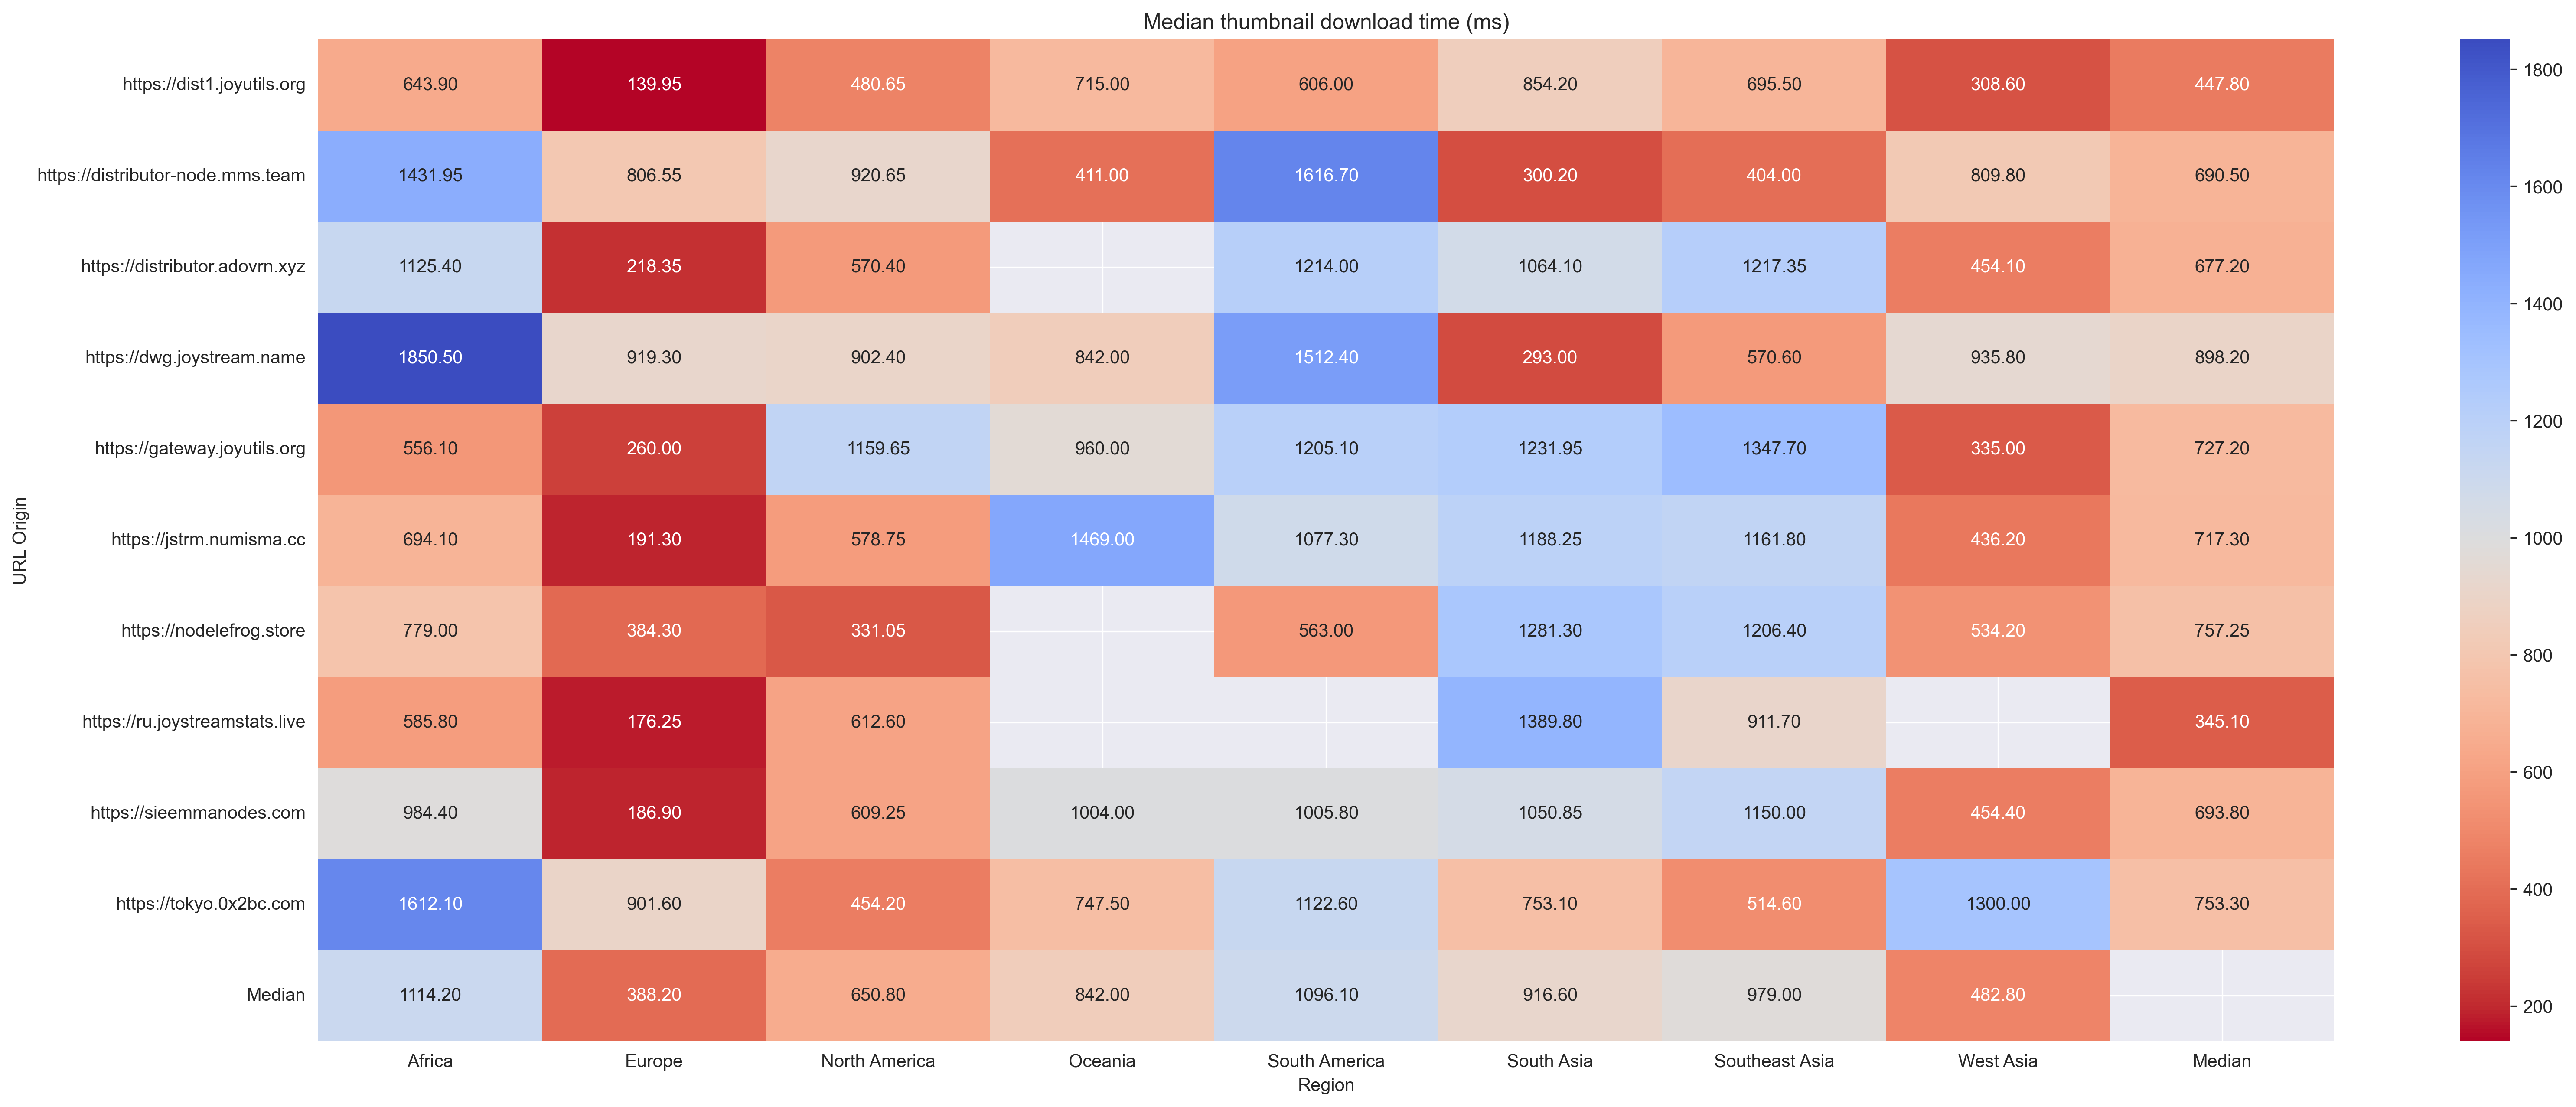 Median thumbnail download time (ms)
https://dist1.joyutils.org 643.90 139.95 480.65 715.00 606.00 854.20 695.50 308.60 447.80
https://distributor-node.mms.team 1431.95 806.55 920.65 411.00 1616.70 300.20 404.00 809.80 690.50
https://distributor.adovrn.xyz 1125.40 218.35 570.40 1214.00 1064.10 1217.35 454.10 677.20
https://dwg.joystream.name 1850.50 919.30 902.40 842.00 1512.40 293.00 570.60 935.80 898.20
https://gateway.joyutils.org 556.10 260.00 1159.65 960.00 1205.10 1231.95 1347.70 335.00 727.20
https://jstrm.numisma.cc 694.10 191.30 578.75 1469.00 1077.30 1188.25 1161.80 436.20 717.30
https://nodelefrog.store 779.00 384.30 331.05 563.00 1281.30 1206.40 534.20 757.25
https://ru.joystreamstats.live 585.80 176.25 612.60 1389.80 911.70 345.10
https://sieemmanodes.com 984.40 186.90 609.25 1004.00 1005.80 1050.85 1150.00 454.40 693.80
https://tokyo.0x2bc.com 1612.10 901.60 454.20 747.50 1122.60 753.10 514.60 1300.00 753.30
Median 1114.20 388.20 650.80 842.00 1096.10 916.60 979.00 482.80
Africa Europe North America Oceania South America South Asia Southeast Asia West Asia Median
Region
URL Origin
1800
1600
1400
1200
1000
800
600
400
200